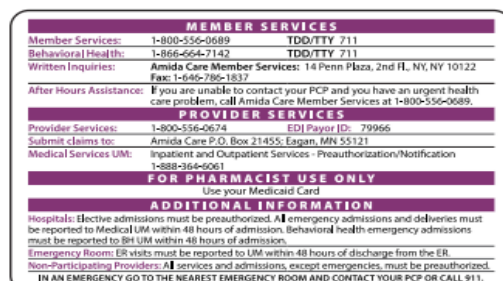 MEMBER SERVICES
Member Services: 1-800-556-0689 TDD/TTY 711
Behavioral Health: 1-866-664-7142 TDD/TTY 711
Written Inquiries: Amida Care Member Services: 14 Penn Plaza, 2nd Fl., NY, NY 10122
Fax: 1-646-786-1837
After Hours Assistance: If you are unable to contact your PCP and you have an urgent health
care problem, call Amida Care Member Services at 1-800-556-0689.
PROVIDER SERVICES
Provider Services: 1-800-556-0674 EDI Payor ID: 79966
Submit claims to: Amida Care P.O. Box 21455; Eagan, MN 55121
Medical Services UM: Inpatient and Outpatient Services - Preauthorization/Notification
1-888-364-6061
FOR PHARMACIST USE ONLY
Use your Medicaid Card
ADDITIONAL INFORMATION
Hospitals: Elective admissions must be preauthorized. All emergency admissions and deliveries must
be reported to Medical UM within 48 hours of admission. Behavioral health emergency admissions
must be reported to BH UM within 48 hours of admission.
Emergency Room: ER visits must be reported to UM within 48 hours of discharge from the ER.
Non-Participating Providers: All services and admissions, except emergencies, must be preauthorized.
IN AN EMERGENCY GO TO THE NEAREST EMERGENCY ROOM AND CONTACT YOUR PCP OR CALL 911.